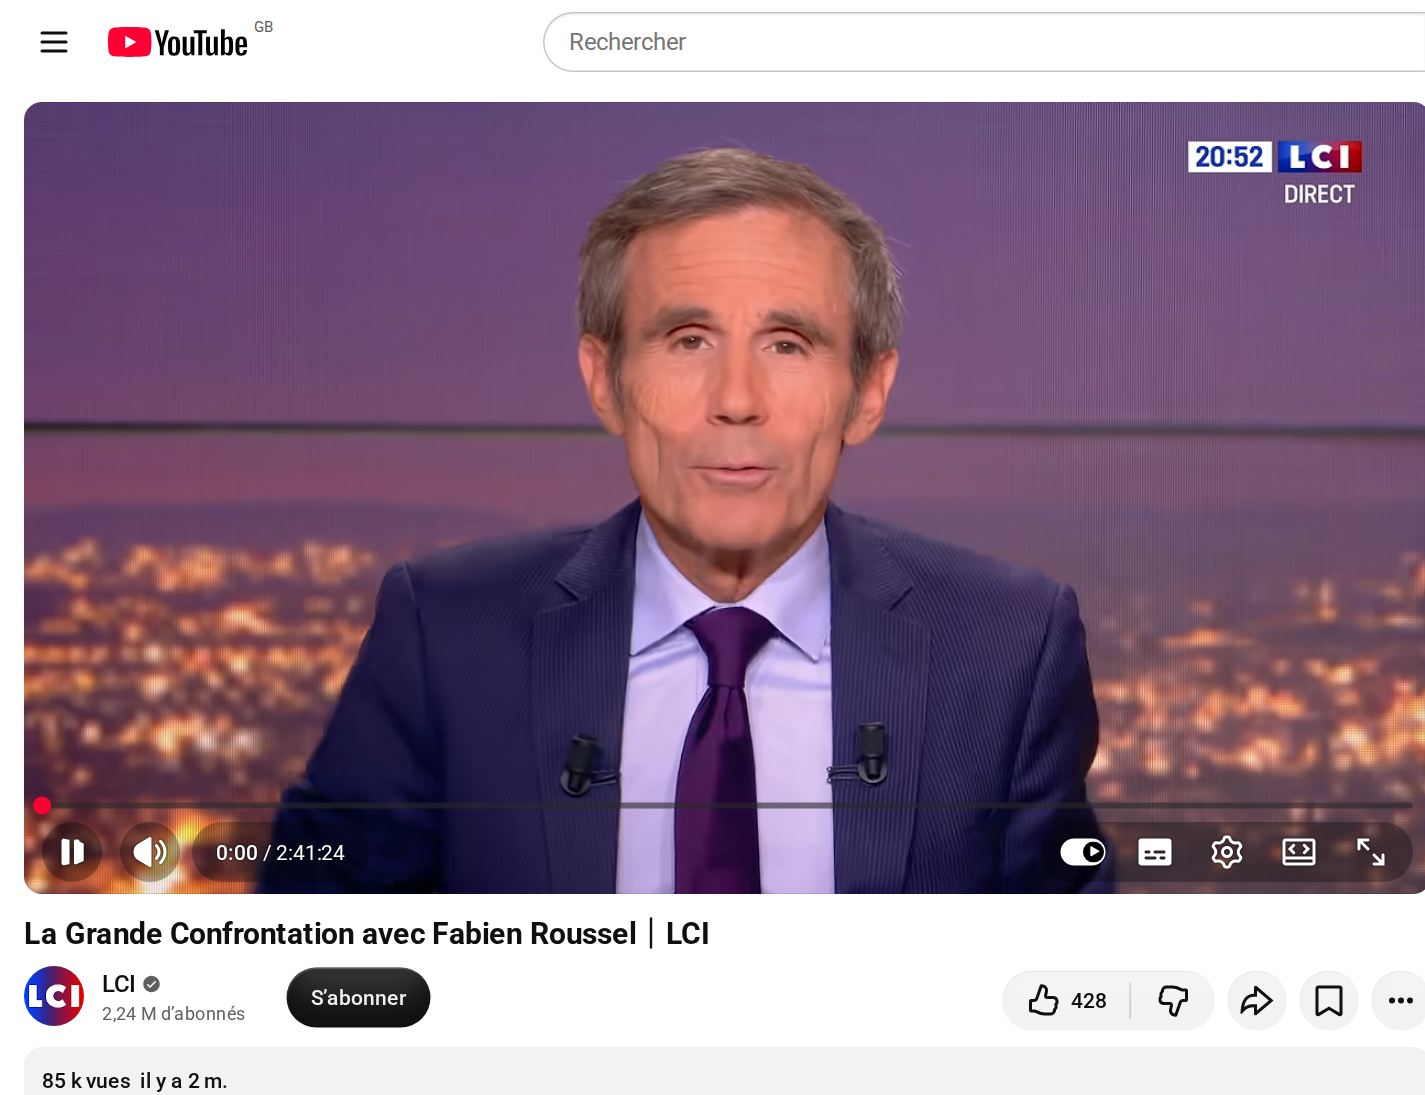 YouTube GB
Rechercher
20:52 LCI
DIRECT
0:00 / 2:41:24
La Grande Confrontation avec Fabien Roussel | LCI
LCI
LCI
2,24 M d’abonnés
S’abonner
428
85 k vues il y a 2 m.